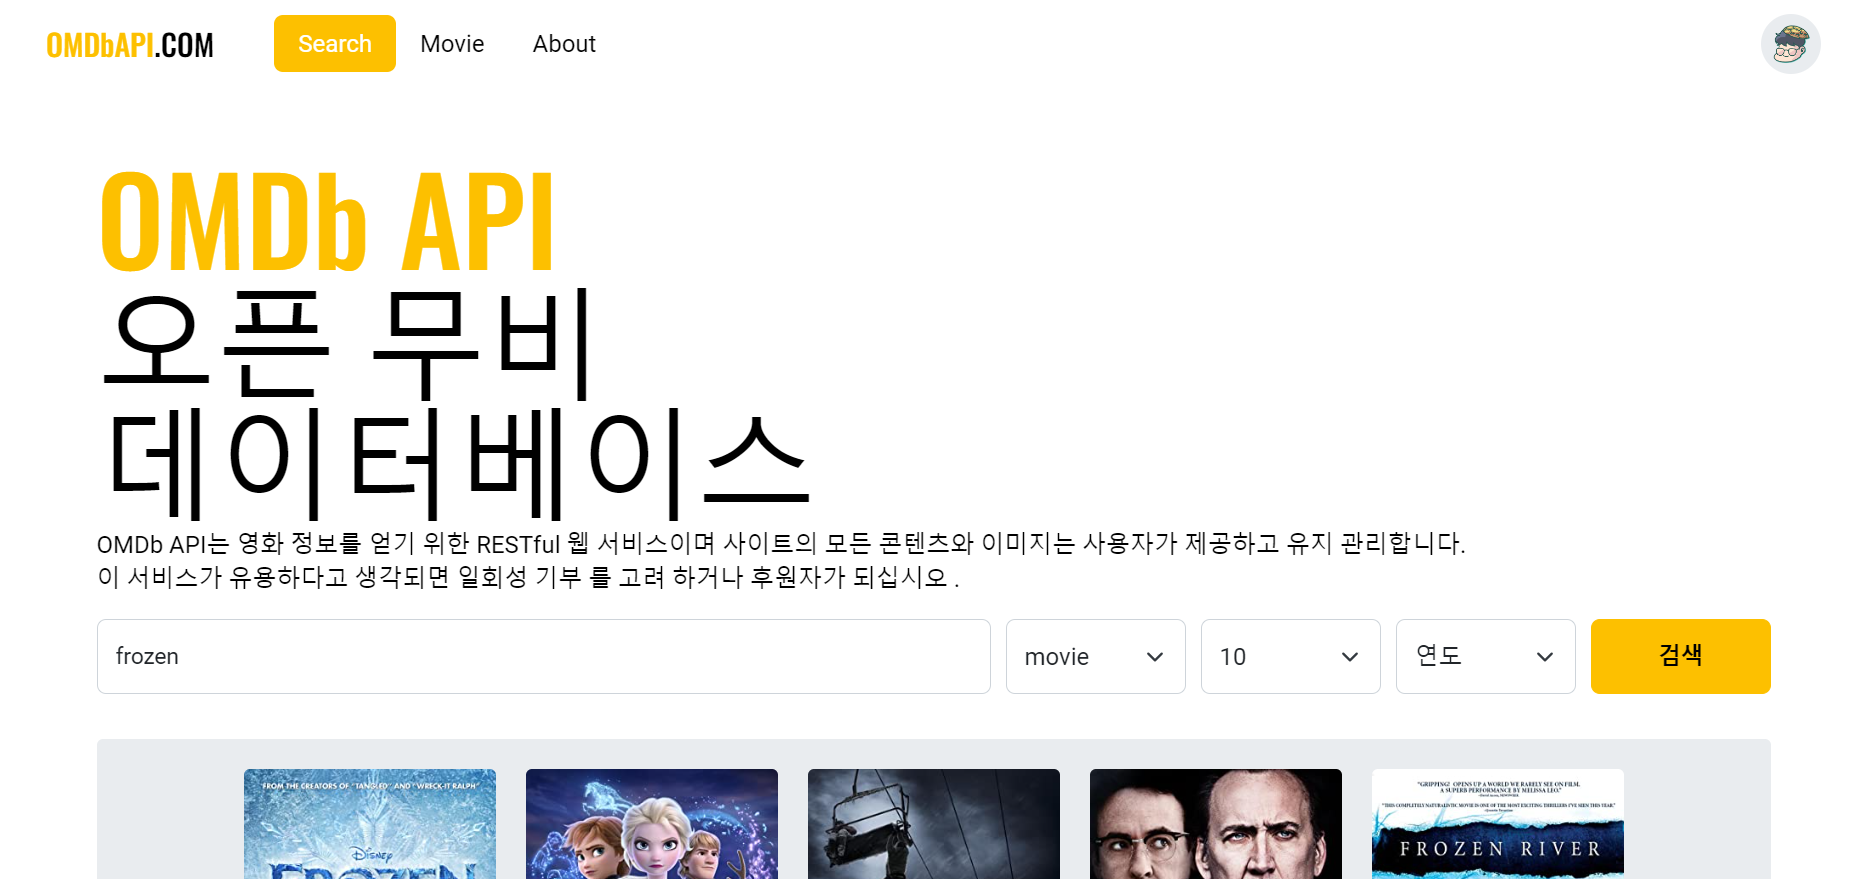 OMDbAPI.COM
Search
Movie
About
OMDb API
오픈 무비
데이터베이스
OMDb API는 영화 정보를 얻기 위한 RESTful 웹 서비스이며 사이트의 모든 콘텐츠와 이미지는 사용자가 제공하고 유지 관리합니다.
이 서비스가 유용하다고 생각되면 일회성 기부 를 고려 하거나 후원자가 되십시오 .
frozen
movie
10
연도
검색
FROM THE CREATORS OF "TANGLED" AND "WRECK-IT RALPH"
DISNEY
FROZEN
"GRIPPING! OPENS UP A WORLD WE RARELY SEE ON FILM.
A SUPERB PERFORMANCE BY MELISSA LEO."
"THIS COMPLETELY NATURALISTIC MOVIE IS ONE OF THE MOST EXCITING THRILLERS I'VE SEEN THIS YEAR."
FROZEN RIVER